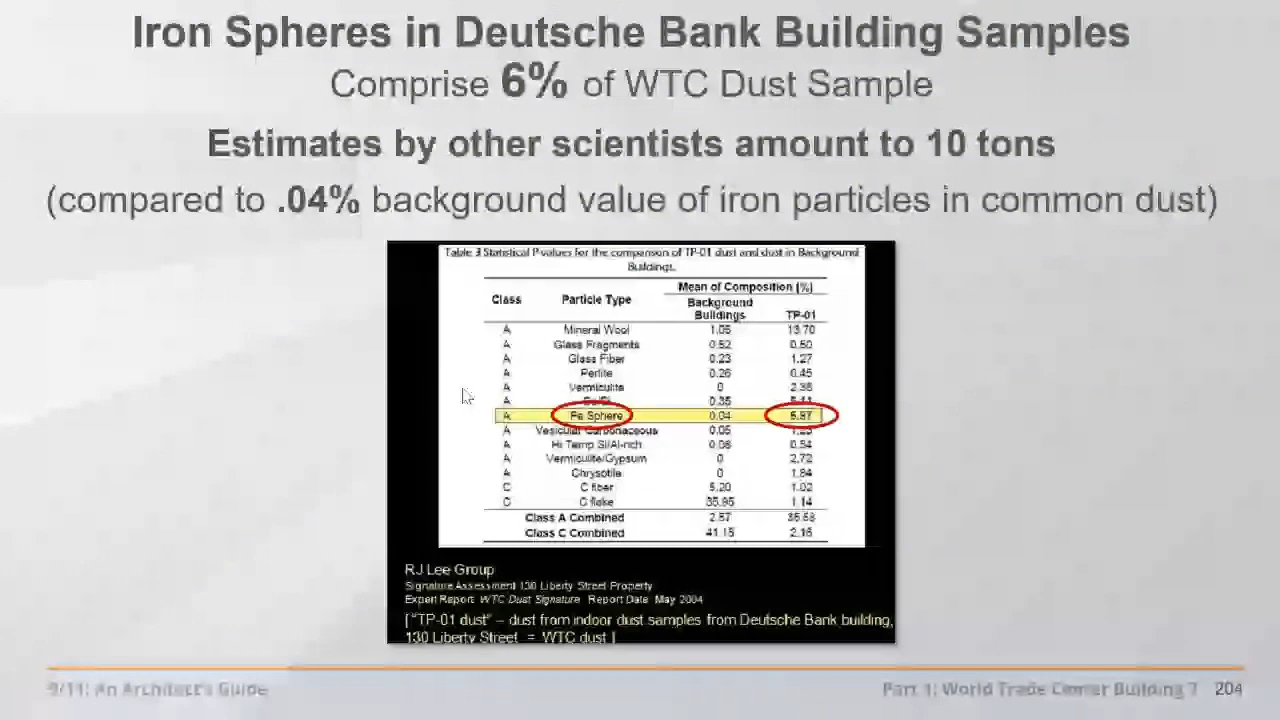 Iron Spheres in Deutsche Bank Building Samples
Comprise 6% of WTC Dust Sample
Estimates by other scientists amount to 10 tons
(compared to .04% background value of iron particles in common dust)
Table 3 Statistical P-values for the comparison of TP-01 dust and dust in Background
Buildings.
Mean of Composition (%)
Class Particle Type Background Buildings TP-01
A Mineral Wool 1.05 13.70
A Glass Fragments 0.52 0.50
A Glass Fiber 0.23 1.27
A Perlite 0.26 0.45
A Vermiculite 0 2.38
A 0.35
A Fe Sphere 0.04 5.87
A Vesicular Carbonaceous 0.05
A Hi Temp Si/Al-rich 0.06 0.54
A Vermiculite/Gypsum 0 2.72
A Chrysotile 0 1.84
C C fiber 5.20 1.02
C C flake 35.95 1.14
Class A Combined 2.57
Class C Combined 41.15 2.16
RJ Lee Group
Signature Assessment 130 Liberty Street Property
Expert Report WTC Dust Signature Report Date May 2004
["TP-01 dust" – dust from indoor dust samples from Deutsche Bank building,
130 Liberty Street = WTC dust ]
9/11: An Architect's Guide
Part 1: World Trade Center Building 7 204